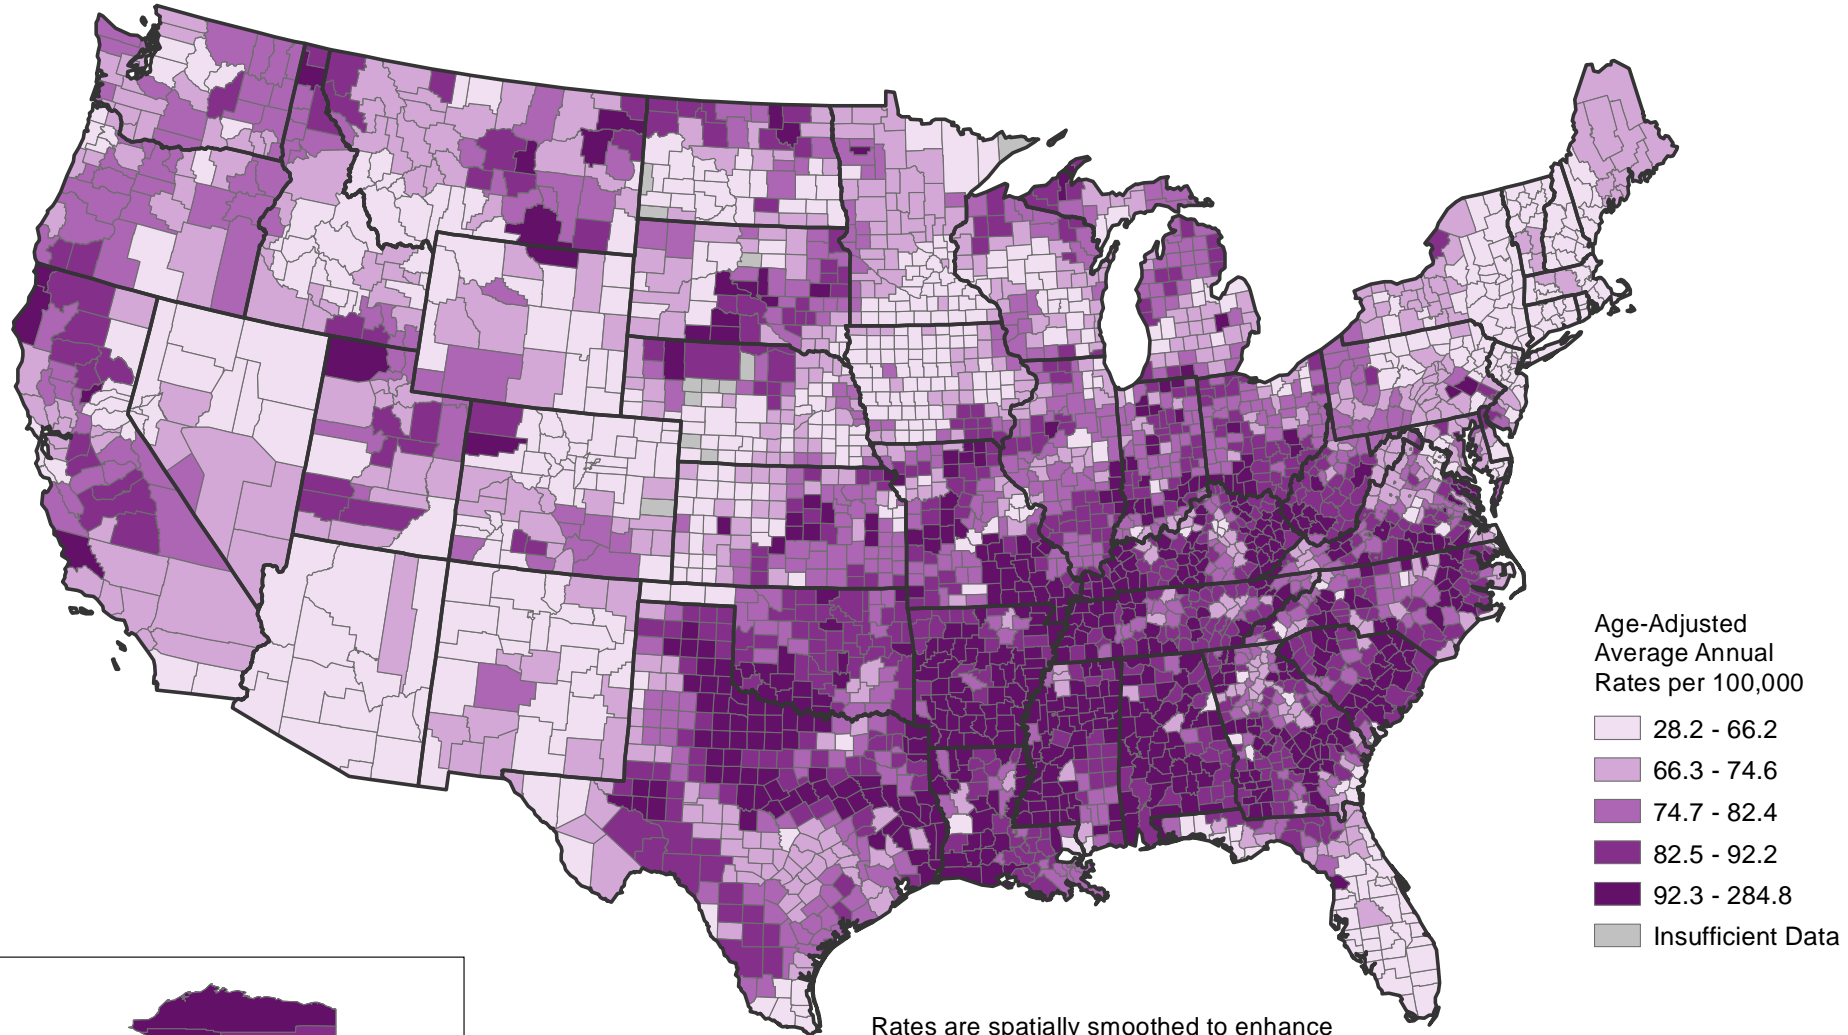 Age-Adjusted
Average Annual
Rates per 100,000
28.2 - 66.2
66.3 - 74.6
74.7 - 82.4
82.5 - 92.2
92.3 - 284.8
Insufficient Data
Rates are spatially smoothed to enhance